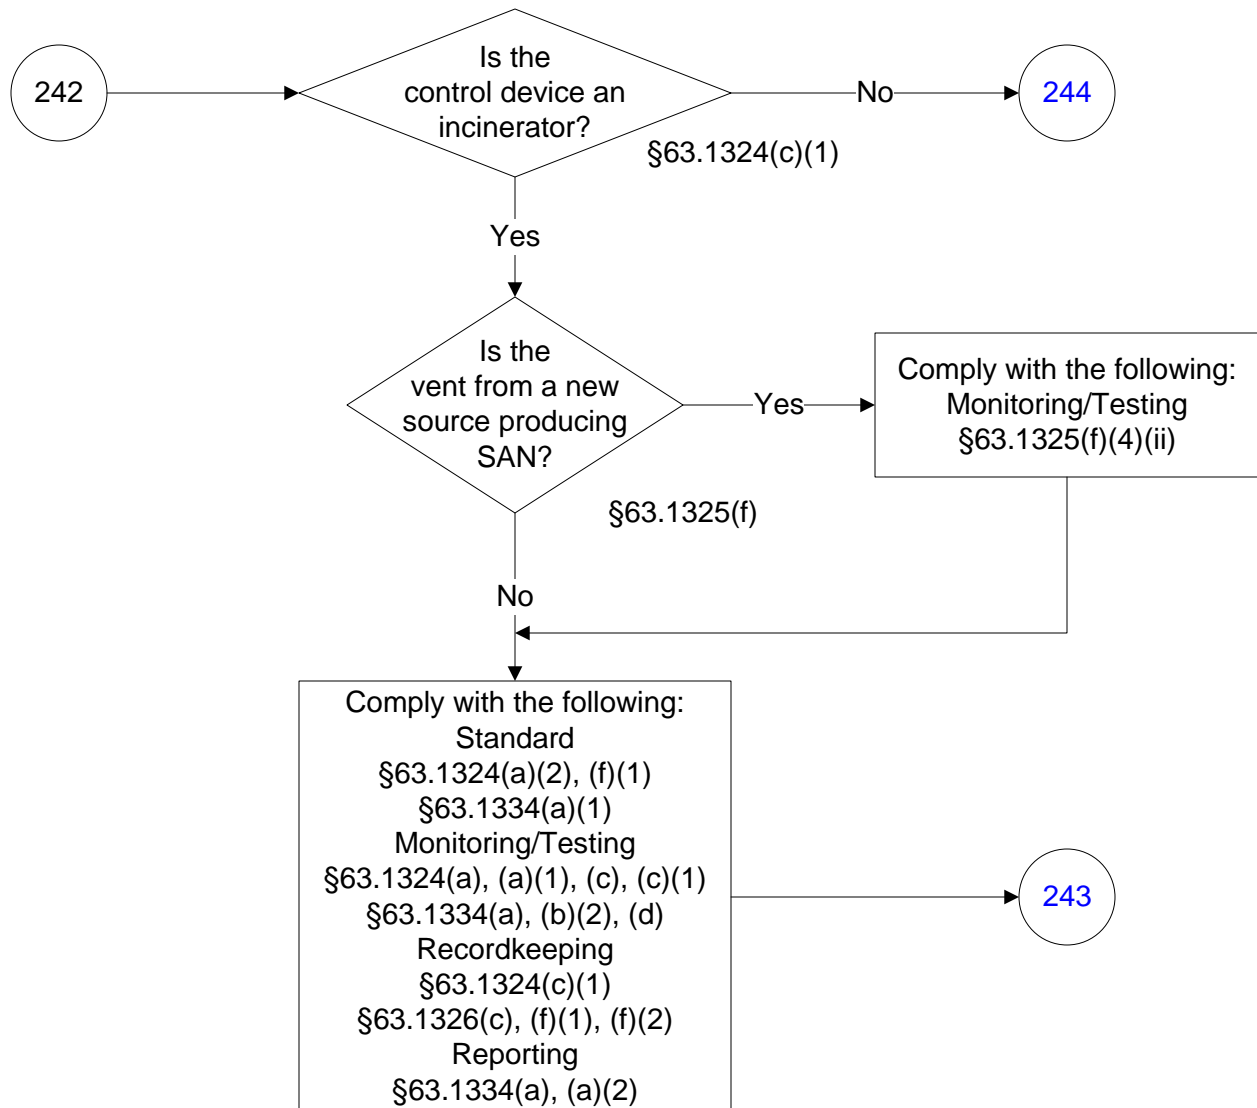 242
Is the
control device an
incinerator?
No
244
§63.1324(c)(1)
Yes
Is the
vent from a new
source producing
SAN?
Yes
Comply with the following:
Monitoring/Testing
§63.1325(f)(4)(ii)
§63.1325(f)
No
Comply with the following:
Standard
§63.1324(a)(2), (f)(1)
§63.1334(a)(1)
Monitoring/Testing
§63.1324(a), (a)(1), (c), (c)(1)
§63.1334(a), (b)(2), (d)
Recordkeeping
§63.1324(c)(1)
§63.1326(c), (f)(1), (f)(2)
Reporting
§63.1334(a), (a)(2)
243